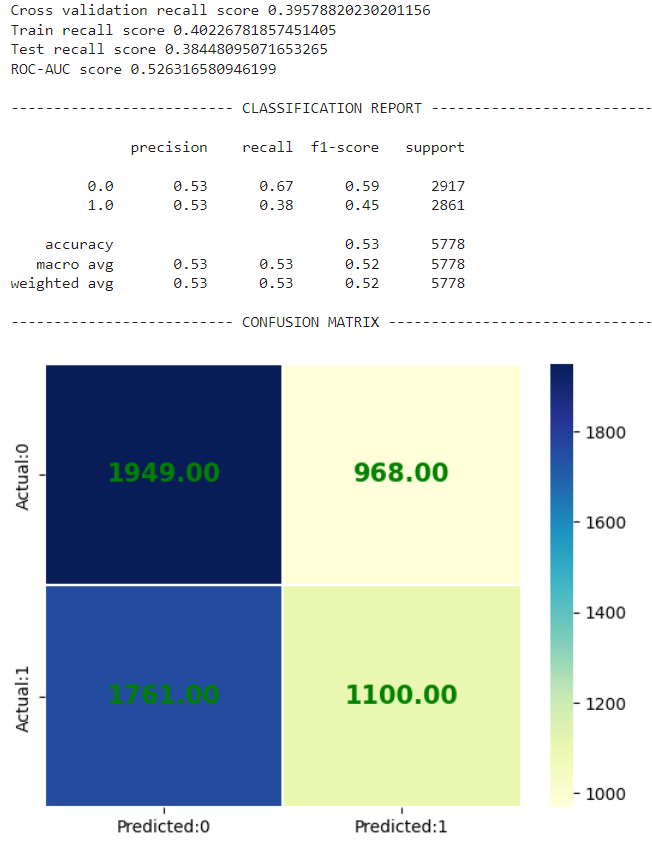 Cross validation recall score 0.39578820230201156
Train recall score 0.40226781857451405
Test recall score 0.38448095071653265
ROC-AUC score 0.526316580946199
------------------------- CLASSIFICATION REPORT -------------------------
precision recall f1-score support
0.0 0.53 0.67 0.59 2917
1.0 0.53 0.38 0.45 2861
accuracy 0.53 5778
macro avg 0.53 0.53 0.52 5778
weighted avg 0.53 0.53 0.52 5778
------------------------- CONFUSION MATRIX ------------------------------
Actual:0
1949.00
968.00
Actual:1
1761.00
1100.00
Predicted:0
Predicted:1
1800
1600
1400
1200
1000